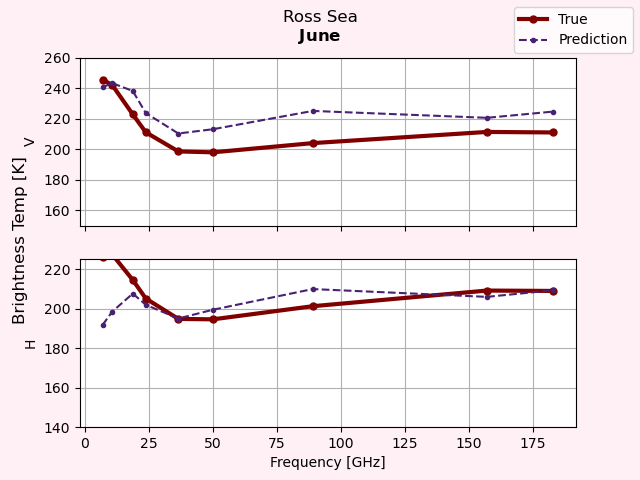 Ross Sea
June
True
Prediction
Brightness Temp [K]
V
260
240
220
200
180
160
H
220
200
180
160
140
0 25 50 75 100 125 150 175
Frequency [GHz]